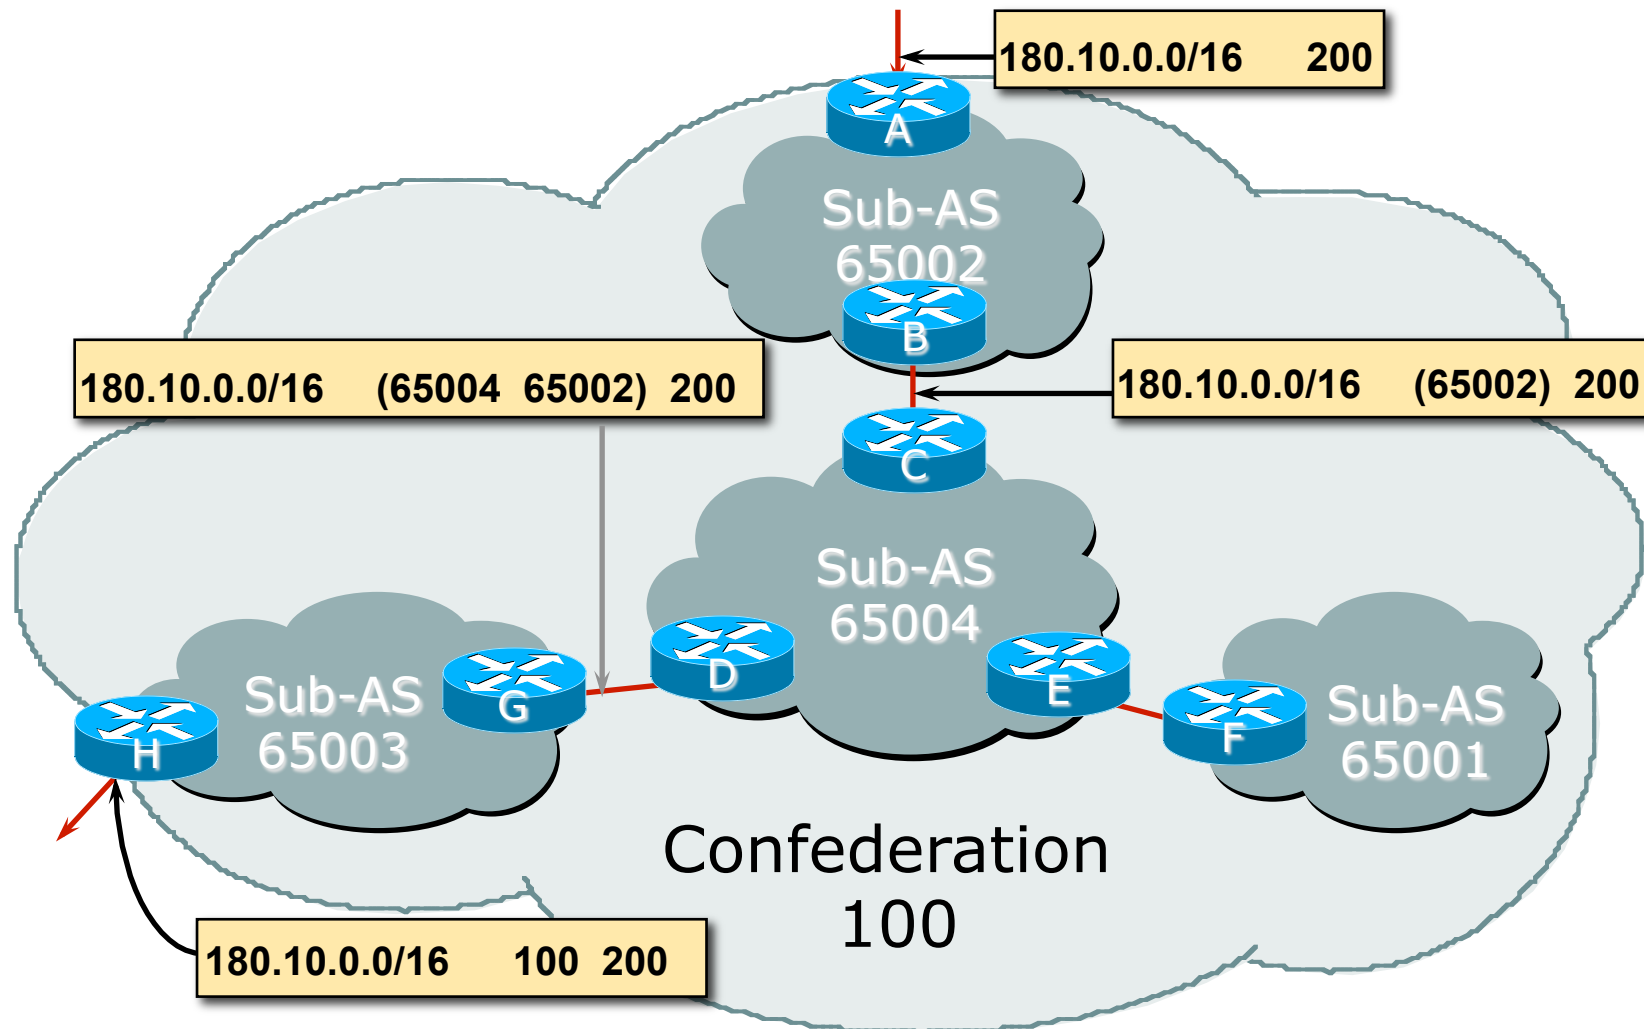 180.10.0.0/16 200
A
Sub-AS
65002
B
180.10.0.0/16 (65004 65002) 200
180.10.0.0/16 (65002) 200
C
Sub-AS
65004
D
E
Sub-AS
65003
G
H
F
Sub-AS
65001
Confederation
100
180.10.0.0/16 100 200